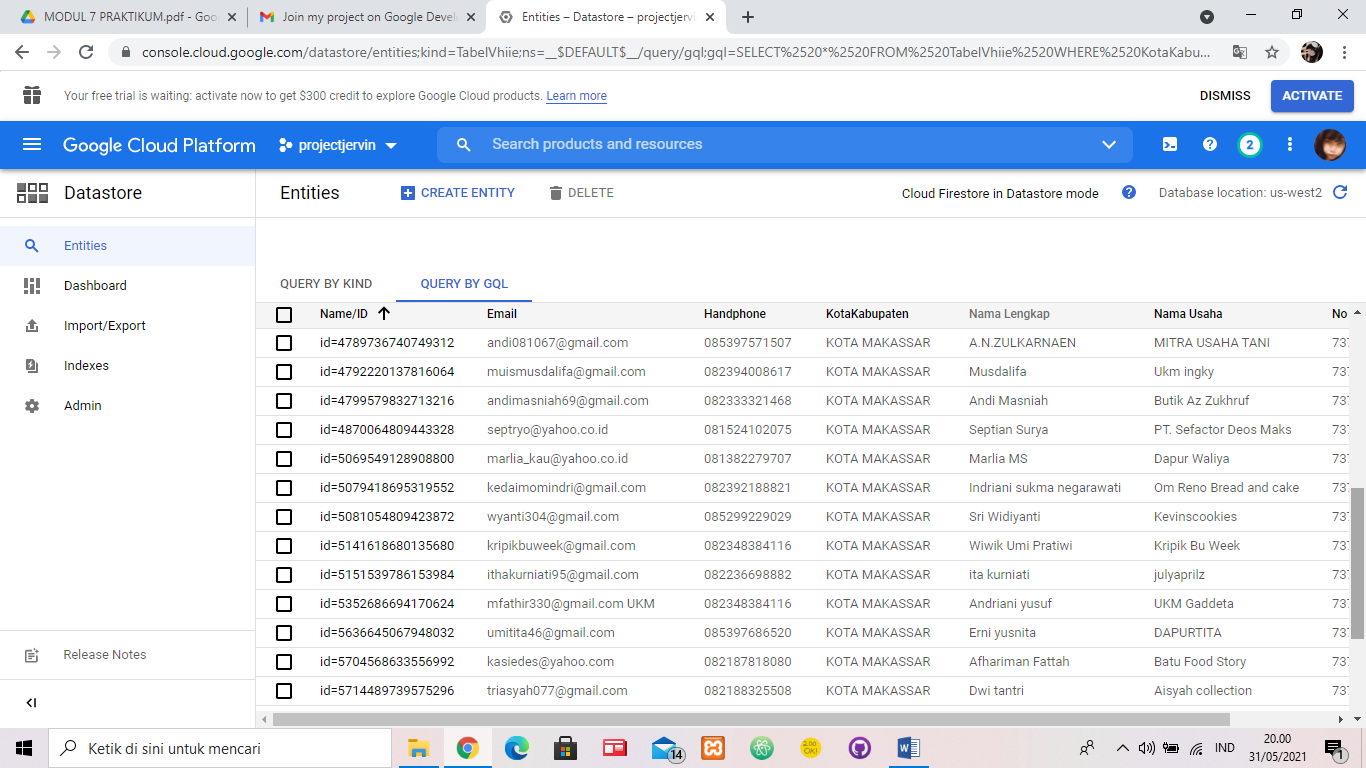 MODUL 7 PRAKTIKUM.pdf - Goo
Join my project on Google Devel
Entities – Datastore – projectjervi
console.cloud.google.com/datastore/entities;kind=TabelVhiie;ns=__$DEFAULT$__/query/gql;gql=SELECT%2520*%2520FROM%2520TabelVhiie%2520WHERE%2520KotaKabu...
Your free trial is waiting: activate now to get $300 credit to explore Google Cloud products. Learn more
DISMISS
ACTIVATE
Google Cloud Platform
projectjervin
Search products and resources
2
Datastore
Entities
CREATE ENTITY
DELETE
Cloud Firestore in Datastore mode
Database location: us-west2
Entities
Dashboard
Import/Export
Indexes
Admin
Release Notes
QUERY BY KIND
QUERY BY GQL
Name/ID Email Handphone KotaKabupaten Nama Lengkap Nama Usaha No
id=4789736740749312 andi081067@gmail.com 085397571507 KOTA MAKASSAR A.N.ZULKARNAEN MITRA USAHA TANI 737
id=4792220137816064 muismusdalifa@gmail.com 082394008617 KOTA MAKASSAR Musdalifa Ukm ingky 737
id=4799579832713216 andimasniah69@gmail.com 082333321468 KOTA MAKASSAR Andi Masniah Butik Az Zukhruf 737
id=4870064809443328 septryo@yahoo.co.id 081524102075 KOTA MAKASSAR Septian Surya PT. Sefactor Deos Maks 737
id=5069549128908800 marlia_kau@yahoo.co.id 081382279707 KOTA MAKASSAR Marlia MS Dapur Waliya 737
id=5079418695319552 kedaimomindri@gmail.com 082392188821 KOTA MAKASSAR Indriani sukma negarawati Om Reno Bread and cake 737
id=5081054809423872 wyanti304@gmail.com 085299229029 KOTA MAKASSAR Sri Widiyanti Kevinscookies 737
id=5141618680135680 kripikbuweek@gmail.com 082348384116 KOTA MAKASSAR Wiwik Umi Pratiwi Kripik Bu Week 737
id=5151539786153984 ithakurniati95@gmail.com 082236698882 KOTA MAKASSAR ita kurniati julyaprilz 737
id=5352686694170624 mfathir330@gmail.com UKM 082348384116 KOTA MAKASSAR Andriani yusuf UKM Gaddeta 737
id=5636645067948032 umitita46@gmail.com 085397686520 KOTA MAKASSAR Erni yusnita DAPURTITA 737
id=5704568633556992 kasiedes@yahoo.com 082187818080 KOTA MAKASSAR Afhariman Fattah Batu Food Story 737
id=5714489739575296 triasyah077@gmail.com 082188325508 KOTA MAKASSAR Dwi tantri Aisyah collection 737
Ketik di sini untuk mencari
14
IND
20.00
31/05/2021
1